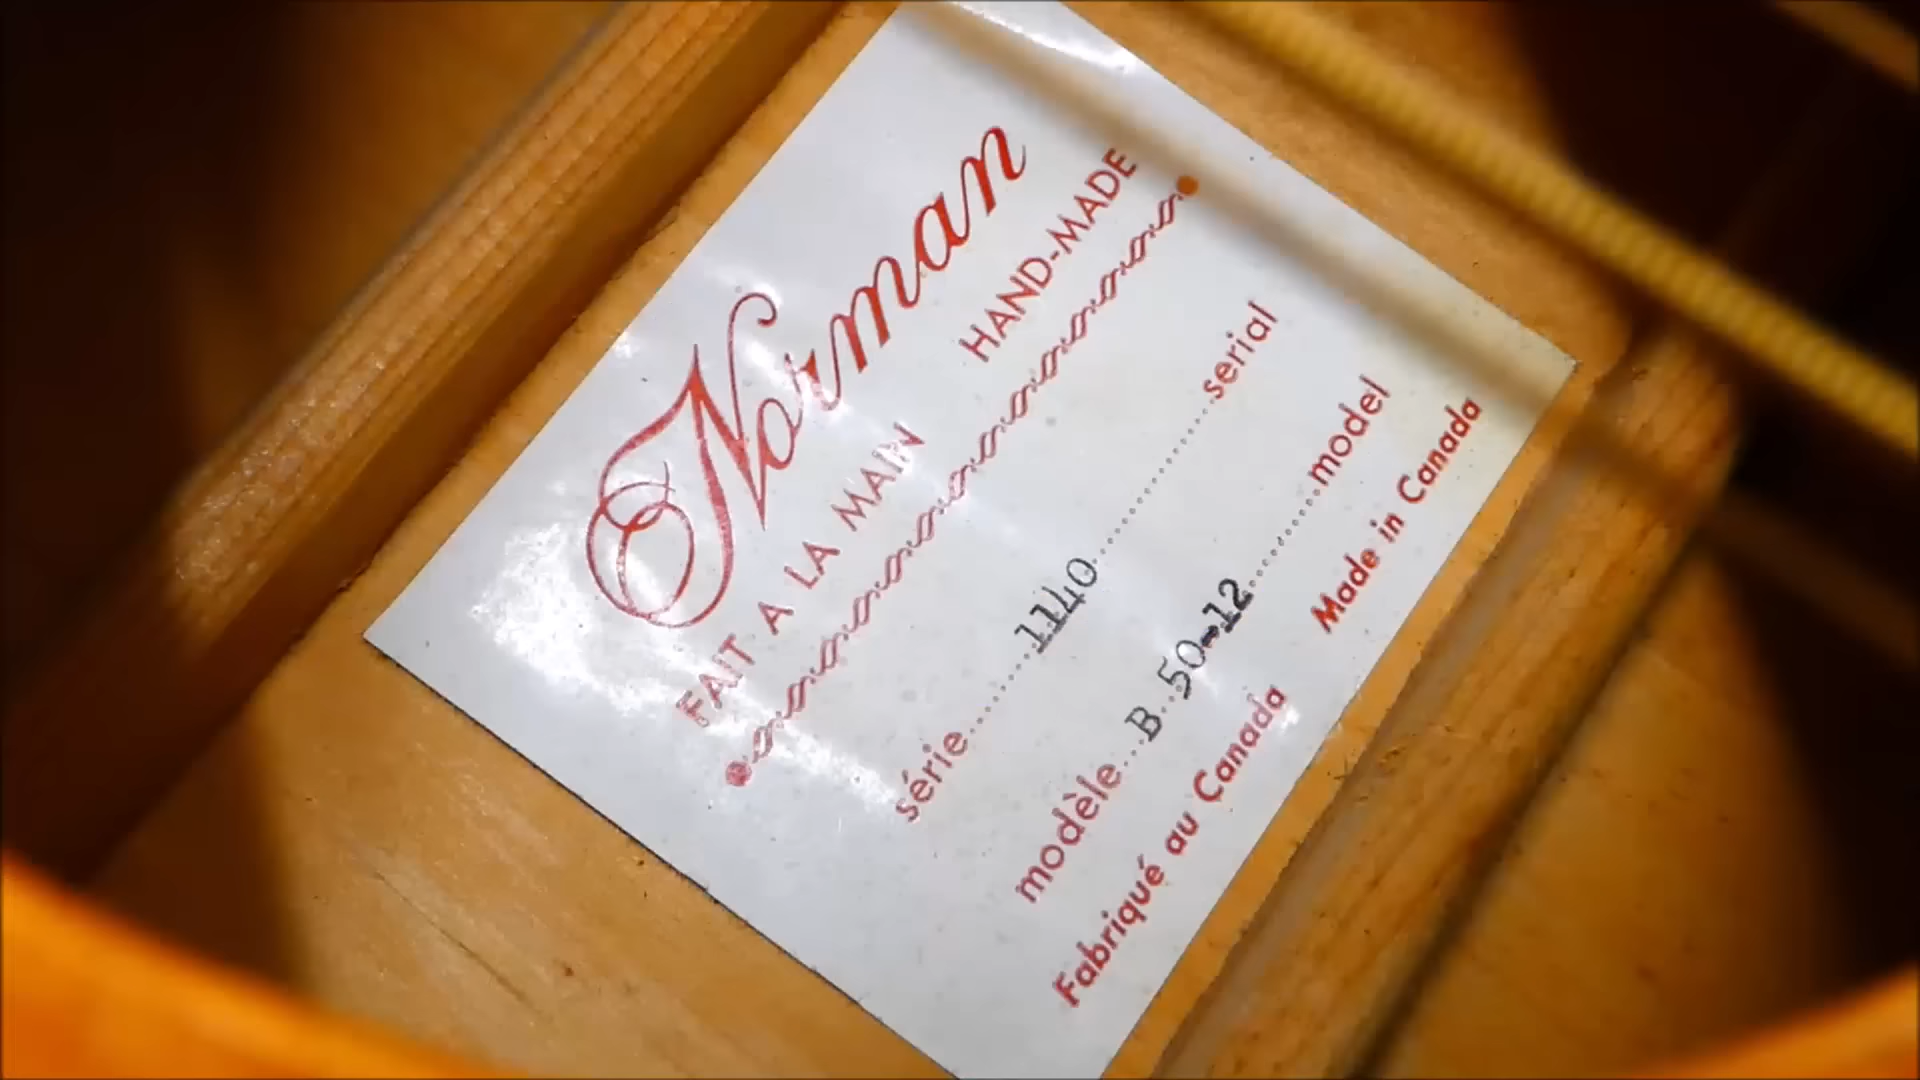 Norman
FAIT A LA MAIN HAND-MADE
série.......1140...................serial
modèle...B..50-12...........model
Fabriqué au Canada Made in Canada